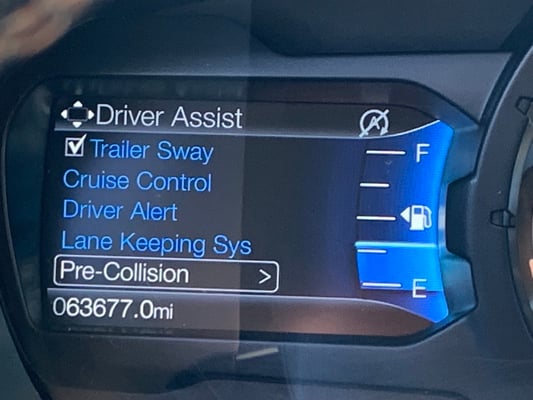 Driver Assist
Trailer Sway
Cruise Control
Driver Alert
Lane Keeping Sys
Pre-Collision >
063677.0mi
A
F
E